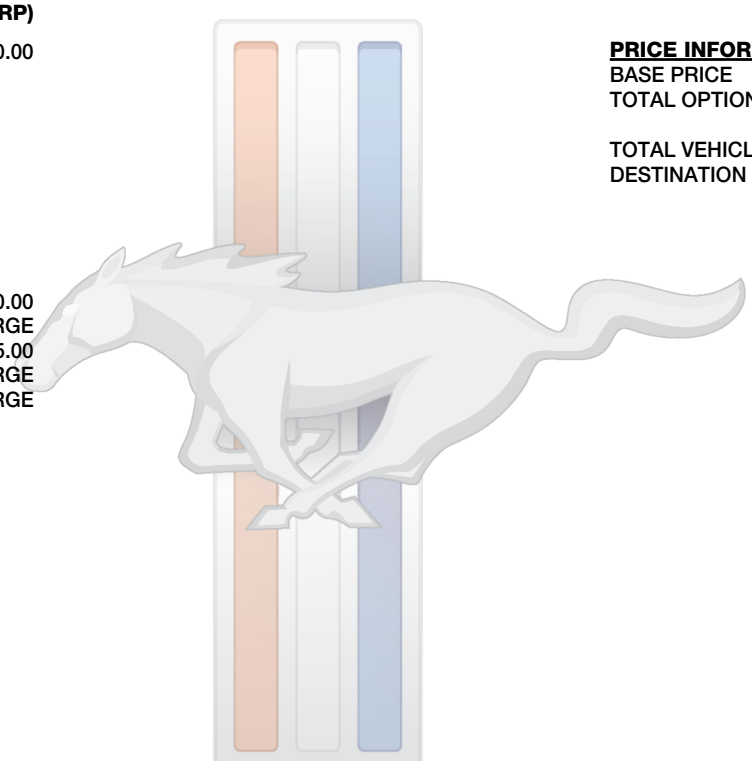 RP)
0.00
0.00
RGE
5.00
RGE
RGE
PRICE INFOR
BASE PRICE
TOTAL OPTION
TOTAL VEHICL
DESTINATION